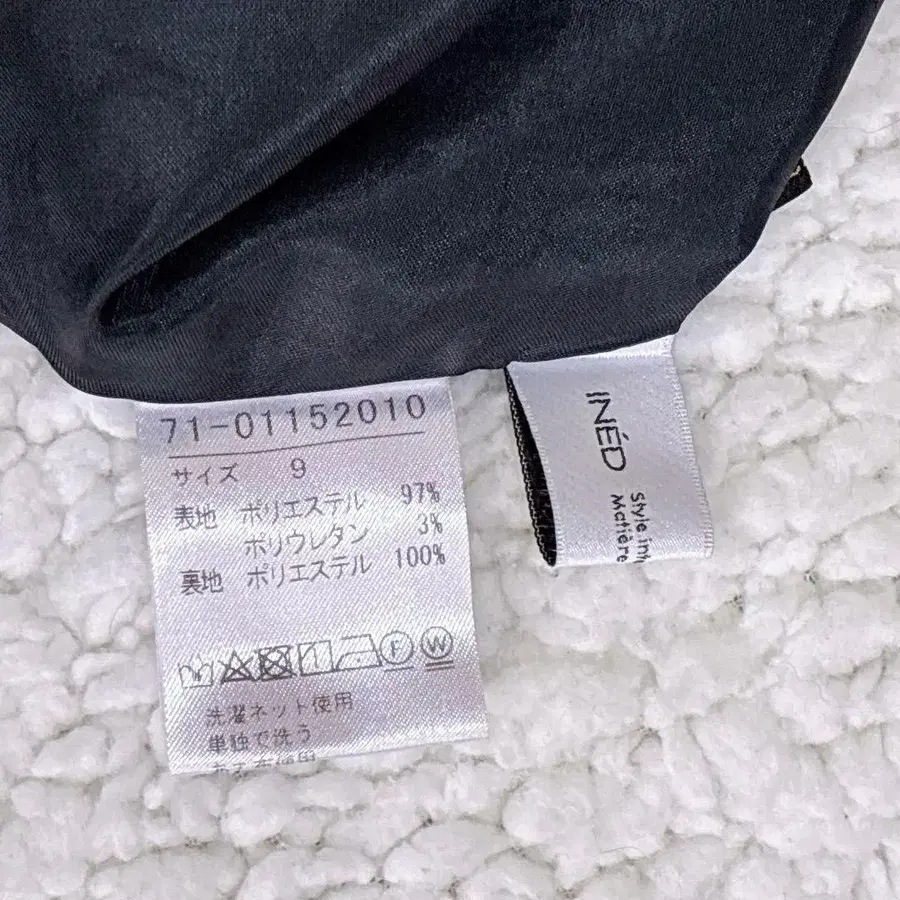 71-01152010
サイズ 9
表地 ポリエステル 97%
ポリウレタン 3%
裏地 ポリエステル 100%
F W
洗濯ネット使用
単独で洗う
INÉD
Style
Matière